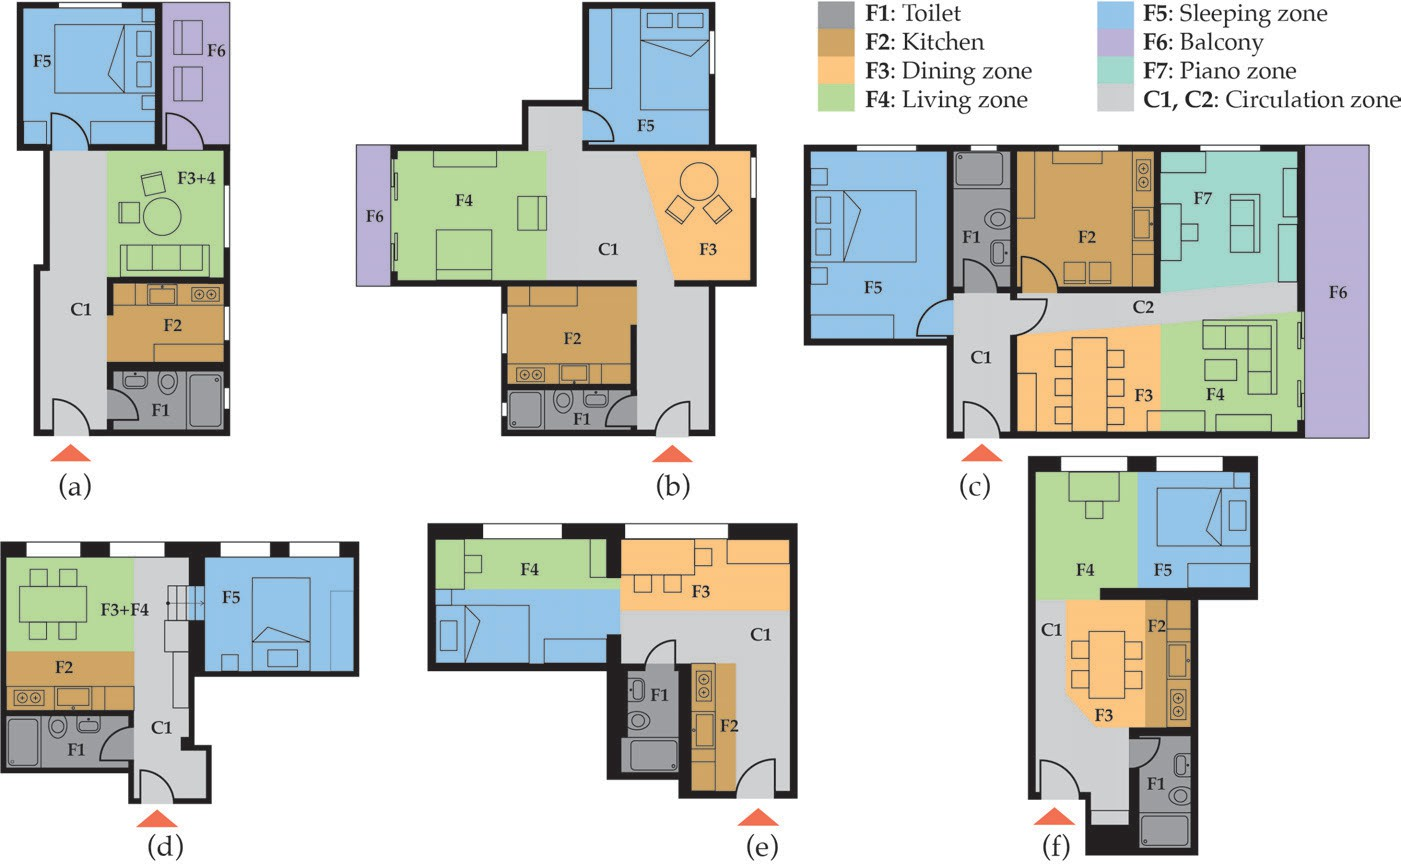 F1: Toilet
F2: Kitchen
F3: Dining zone
F4: Living zone
F5: Sleeping zone
F6: Balcony
F7: Piano zone
C1, C2: Circulation zone
F5
F6
F3+4
C1
F2
F1
(a)
F5
F4
F6
C1
F3
F2
F1
(b)
F1
F2
F7
F5
C2
F6
C1
F3
F4
(c)
F5
F3+F4
F2
C1
F1
(d)
F4
F3
C1
F1
F2
(e)
F4
F5
C1
F2
F3
F1
(f)